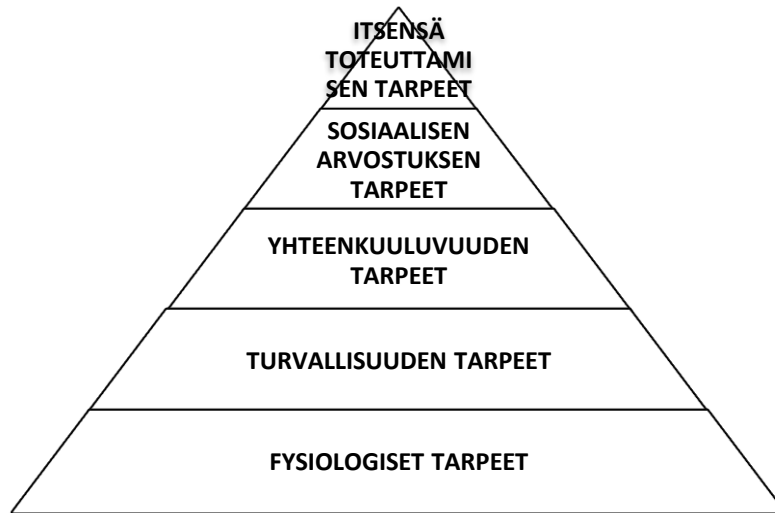 ITSENSÄ
TOTEUTTAMI
SEN TARPEET
SOSIAALISEN
ARVOSTUKSEN
TARPEET
YHTEENKUULUVUUDEN
TARPEET
TURVALLISUUDEN TARPEET
FYSIOLOGISET TARPEET